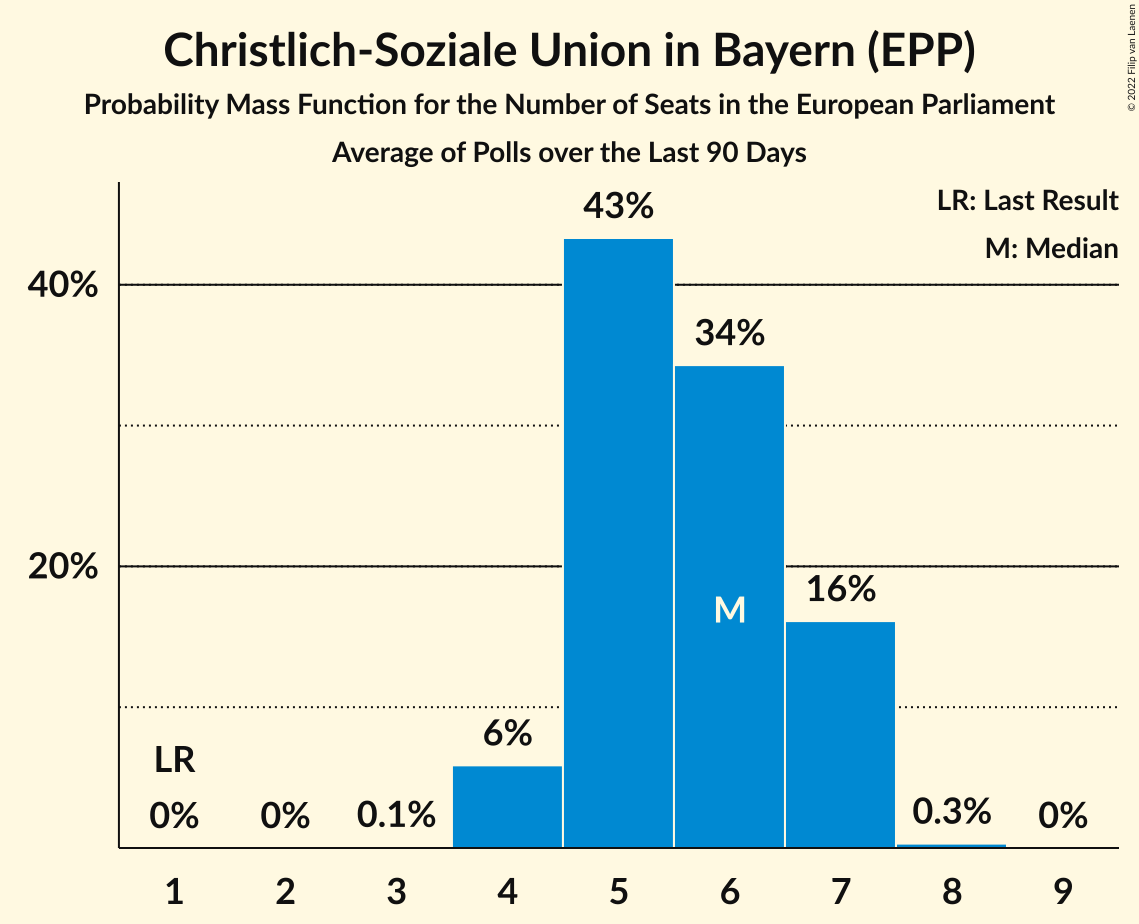 Christlich-Soziale Union in Bayern (EPP)
Probability Mass Function for the Number of Seats in the European Parliament
Average of Polls over the Last 90 Days
© 2022 Filip van Laenen
LR: Last Result
M: Median
43%
40%
34%
20%
16%
M
6%
LR
0% 0% 0.1% 0.3% 0%
1 2 3 4 5 6 7 8 9